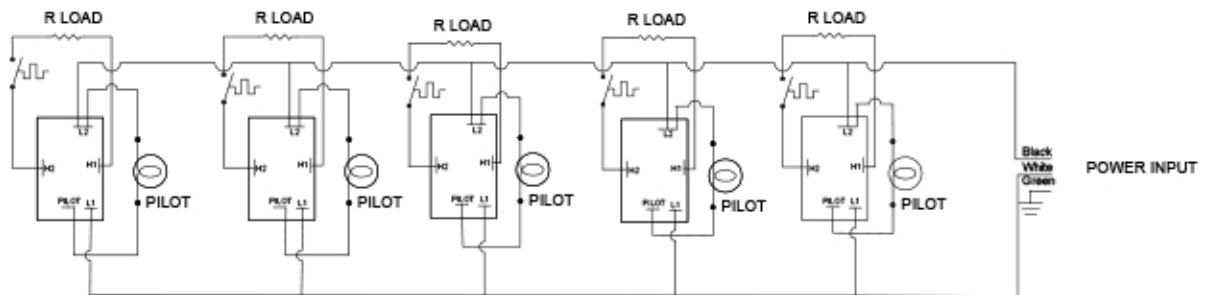 R LOAD R LOAD R LOAD R LOAD R LOAD
L2 L2 L2 L2 L2
H2 H1 H2 H1 H2 H1 H2 H1 H2 H1
Black
White
Green
POWER INPUT
PILOT L1 PILOT PILOT L1 PILOT PILOT L1 PILOT PILOT L1 PILOT PILOT L1 PILOT